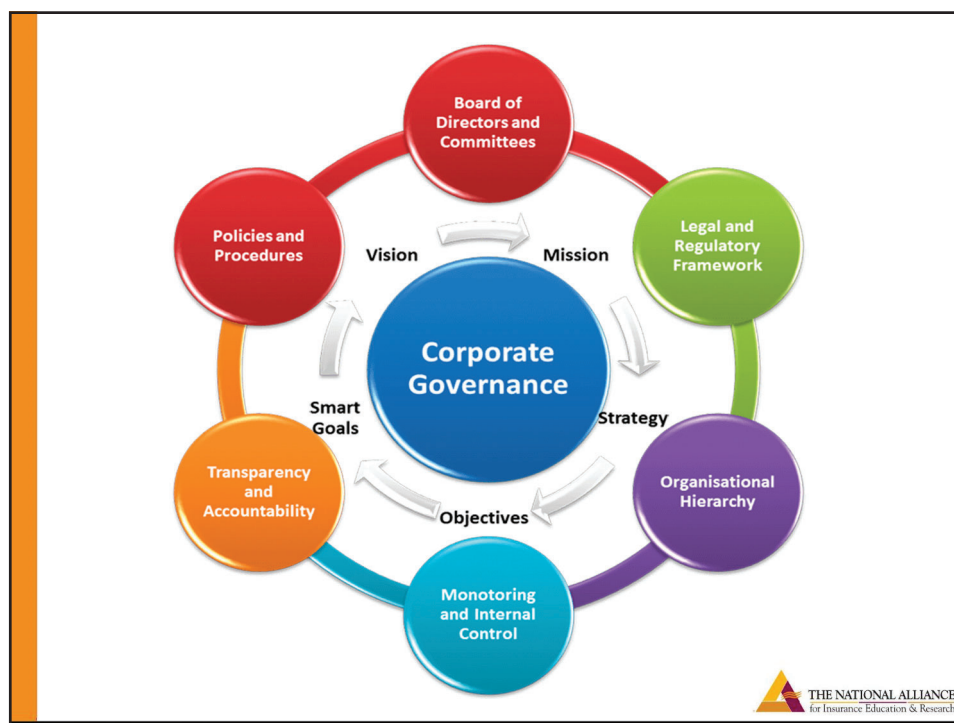 Board of
Directors and
Committees
Policies and
Procedures
Legal and
Regulatory
Framework
Vision
Mission
Corporate
Governance
Smart
Goals
Strategy
Transparency
and
Accountability
Organisational
Hierarchy
Objectives
Monotoring
and Internal
Control
THE NATIONAL ALLIANCE
for Insurance Education & Research